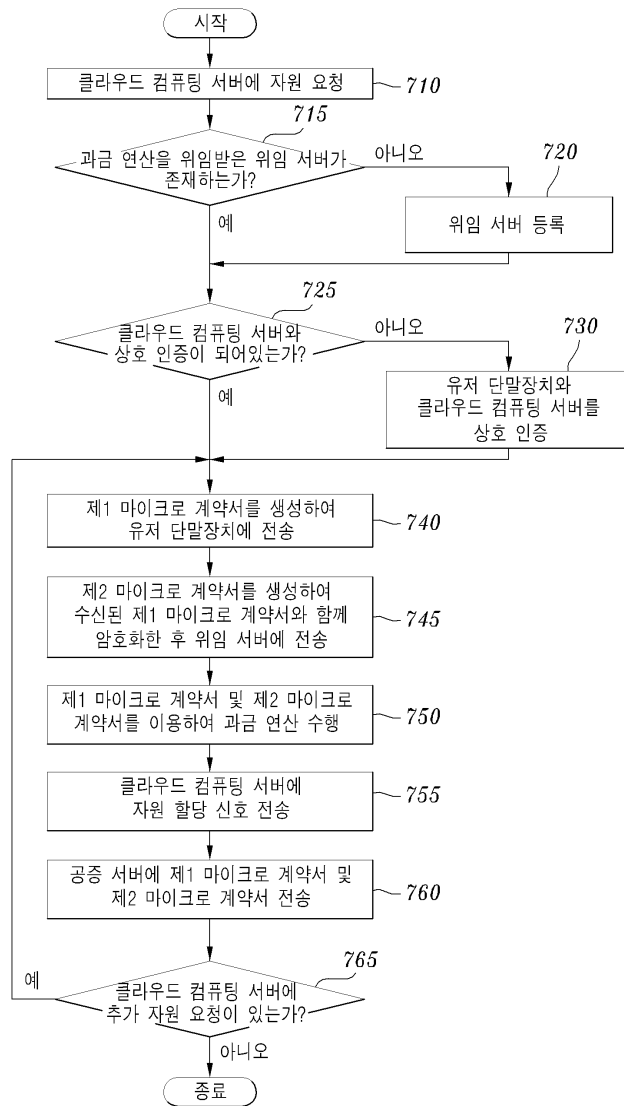 시작
클라우드 컴퓨팅 서버에 자원 요청
710
715
과금 연산을 위임받은 위임 서버가
존재하는가?
아니오
720
위임 서버 등록
예
725
클라우드 컴퓨팅 서버와
상호 인증이 되어있는가?
아니오
730
유저 단말장치와
클라우드 컴퓨팅 서버를
상호 인증
예
제1 마이크로 계약서를 생성하여
유저 단말장치에 전송
740
제2 마이크로 계약서를 생성하여
수신된 제1 마이크로 계약서와 함께
암호화한 후 위임 서버에 전송
745
제1 마이크로 계약서 및 제2 마이크로
계약서를 이용하여 과금 연산 수행
750
클라우드 컴퓨팅 서버에
자원 할당 신호 전송
755
공증 서버에 제1 마이크로 계약서 및
제2 마이크로 계약서 전송
760
765
예
클라우드 컴퓨팅 서버에
추가 자원 요청이 있는가?
아니오
종료